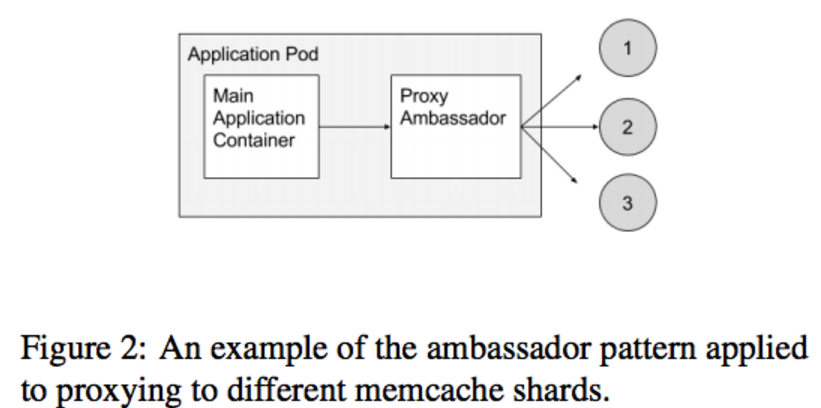 Application Pod
Main
Application
Container
Proxy
Ambassador
1
2
3
Figure 2: An example of the ambassador pattern applied
to proxying to different memcache shards.